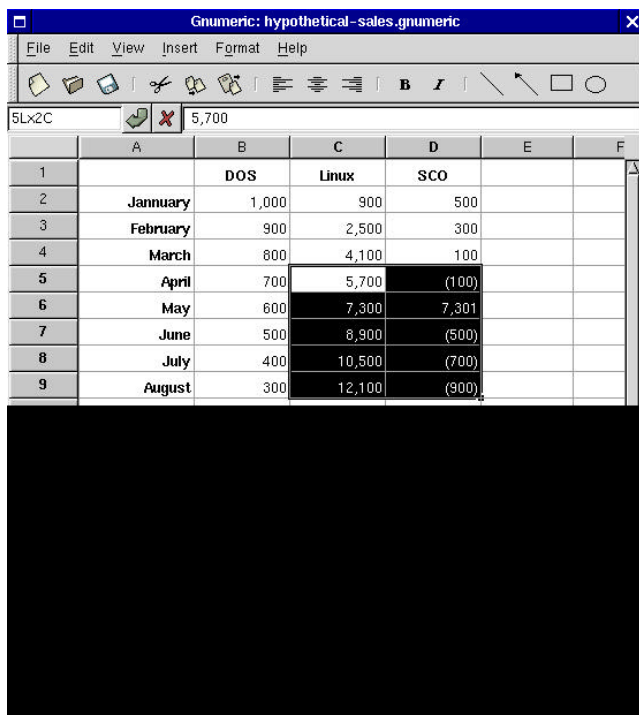 Gnumeric: hypothetical-sales.gnumeric
File Edit View Insert Format Help
B I
5Lx2C 5,700
A B C D E F
1 DOS Linux SCO
2 Jannuary 1,000 900 500
3 February 900 2,500 300
4 March 800 4,100 100
5 April 700 5,700 (100)
6 May 600 7,300 7,301
7 June 500 8,900 (500)
8 July 400 10,500 (700)
9 August 300 12,100 (900)